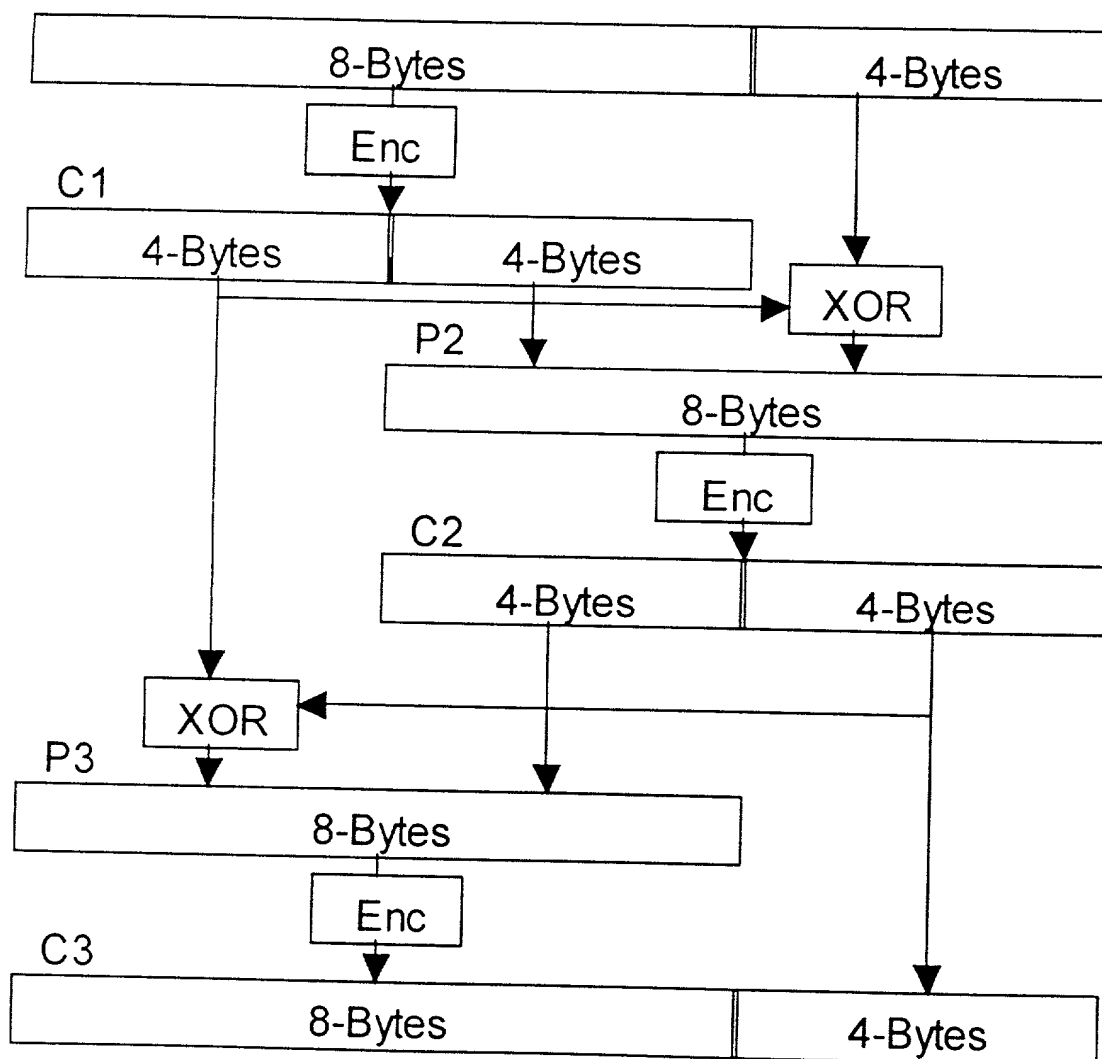 8-Bytes 4-Bytes
Enc
C1
4-Bytes 4-Bytes
XOR
P2
8-Bytes
Enc
C2
4-Bytes 4-Bytes
XOR
P3
8-Bytes
Enc
C3
8-Bytes 4-Bytes